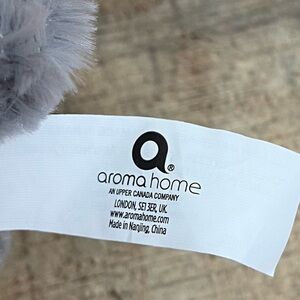 a®
aroma home
AN UPPER CANADA COMPANY
LONDON, SE1 3ER, UK.
www.aromahome.com
Made in Nanjing, China